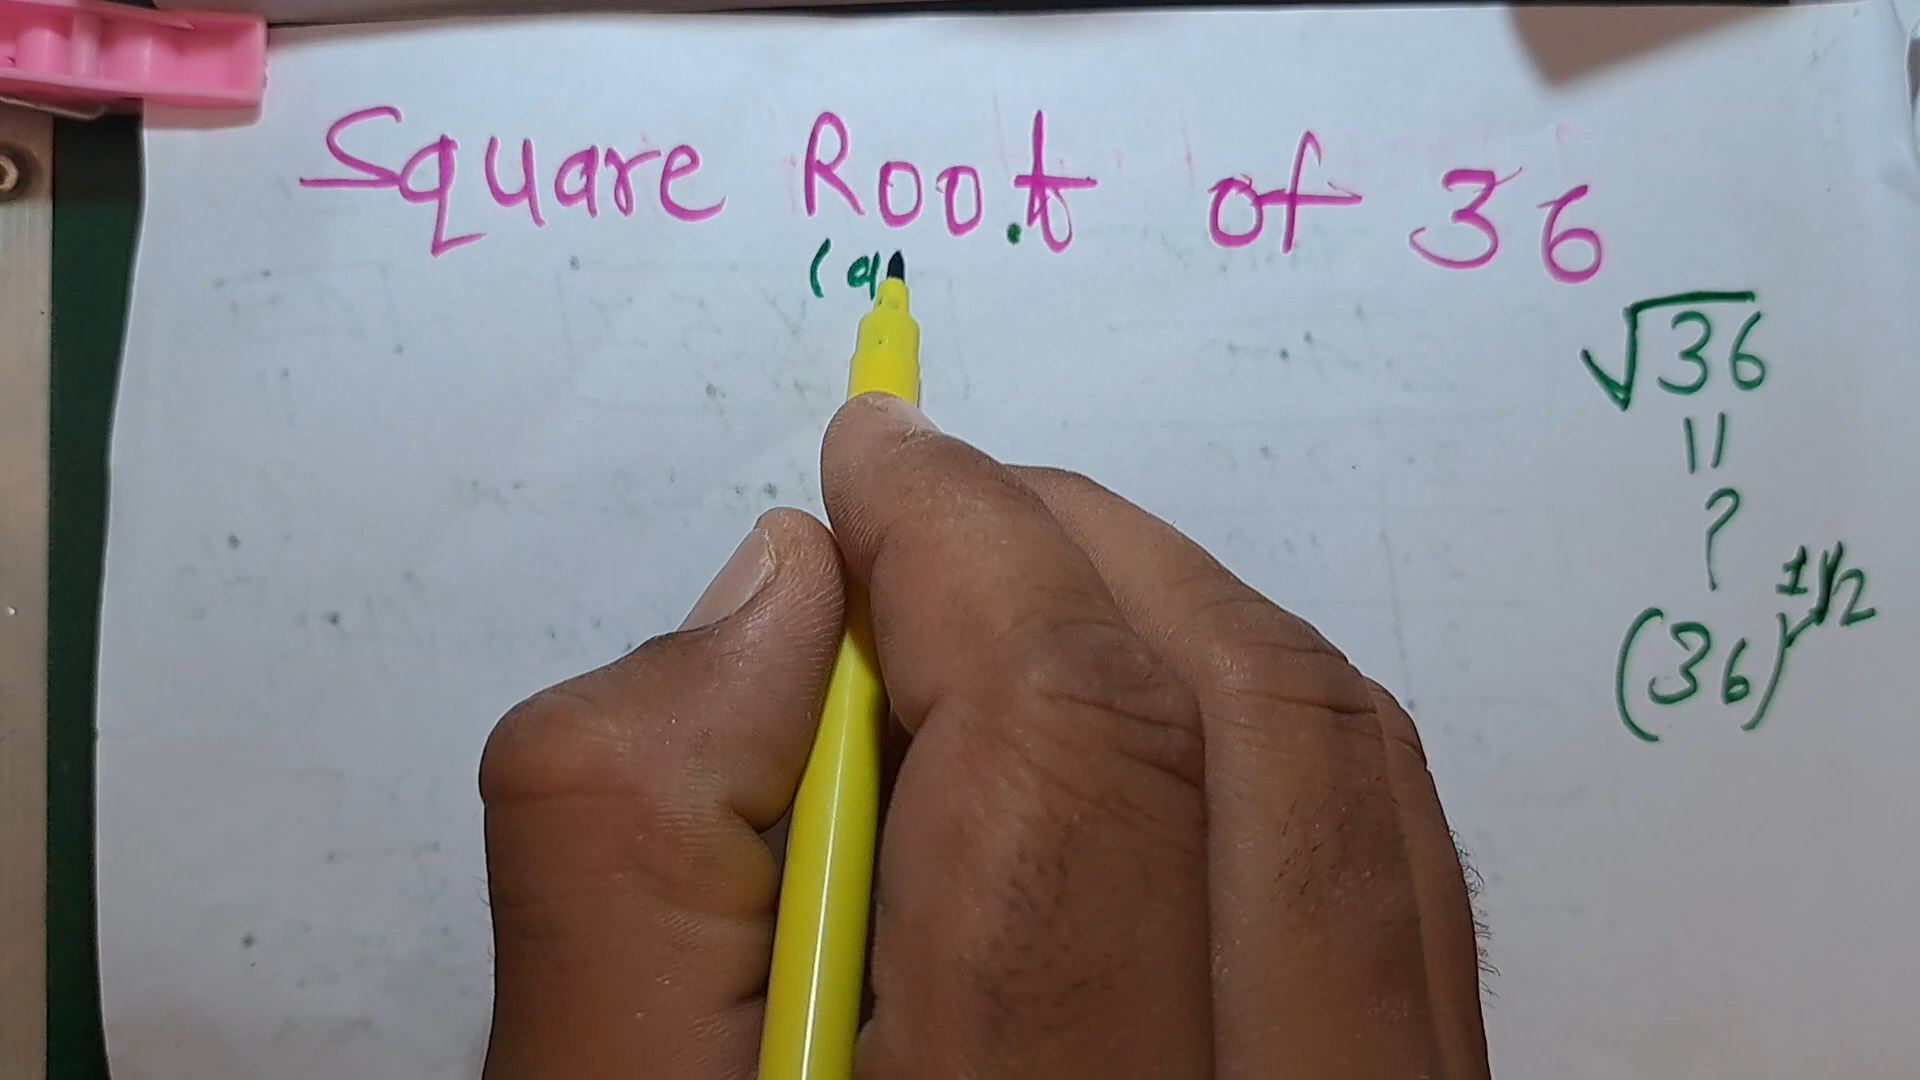 Square Root of 36
(a
√36
=
?
(36)^1/2